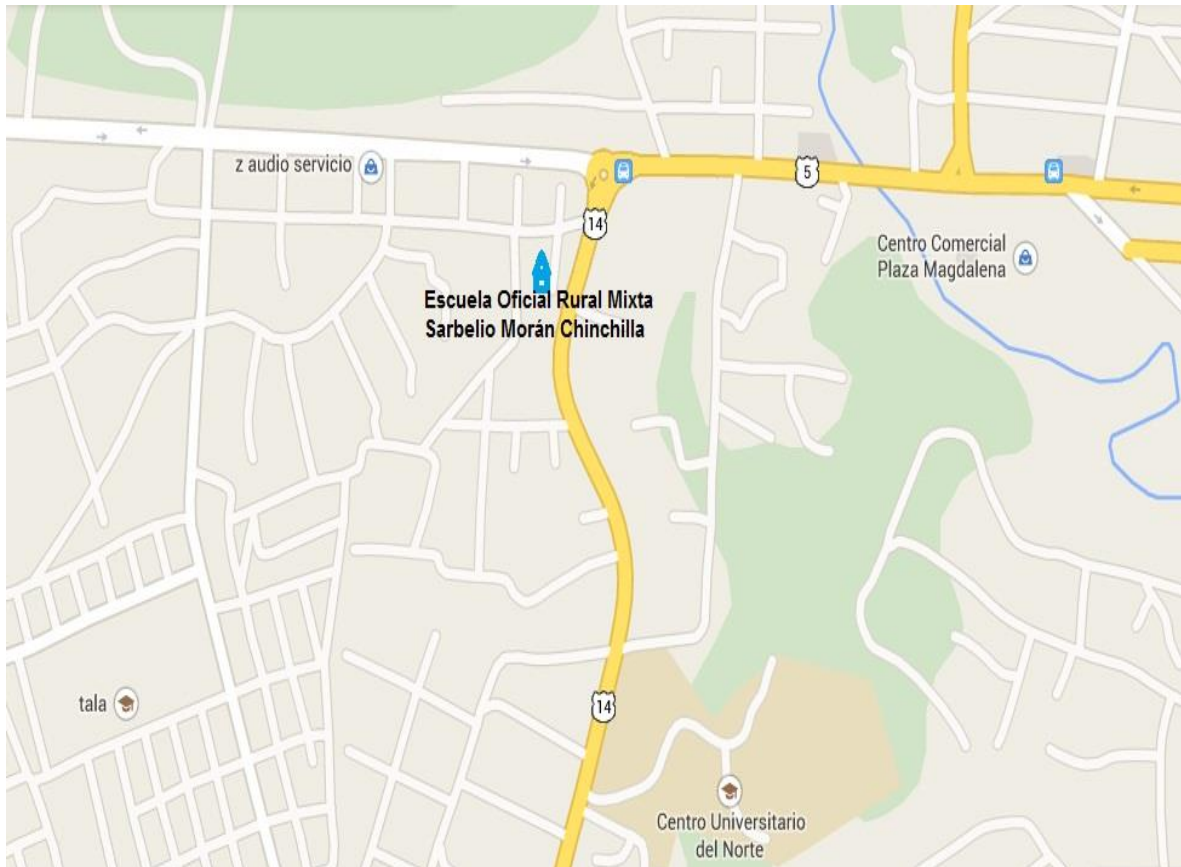 z audio servicio
5
14
Centro Comercial
Plaza Magdalena
Escuela Oficial Rural Mixta
Sarbelio Morán Chinchilla
tala
14
Centro Universitario
del Norte